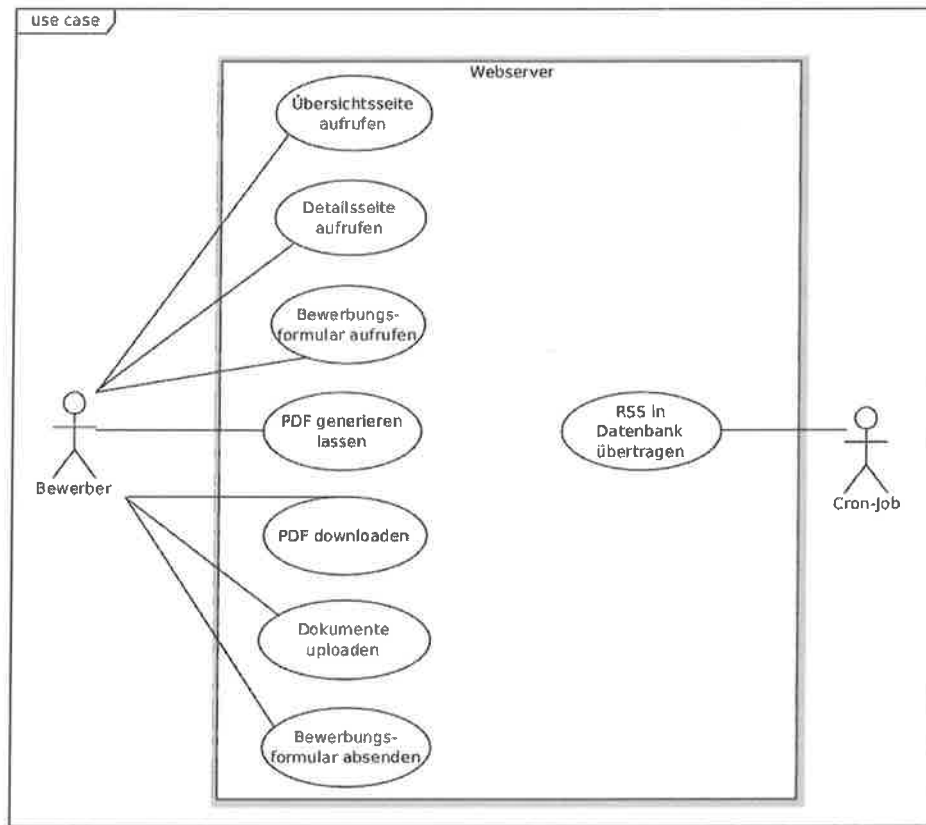 use case
Webserver
Übersichtsseite
aufrufen
Detailsseite
aufrufen
Bewerbungs-
formular aufrufen
PDF generieren
lassen
RSS in
Datenbank
übertragen
Bewerber
Cron-Job
PDF downloaden
Dokumente
uploaden
Bewerbungs-
formular absenden